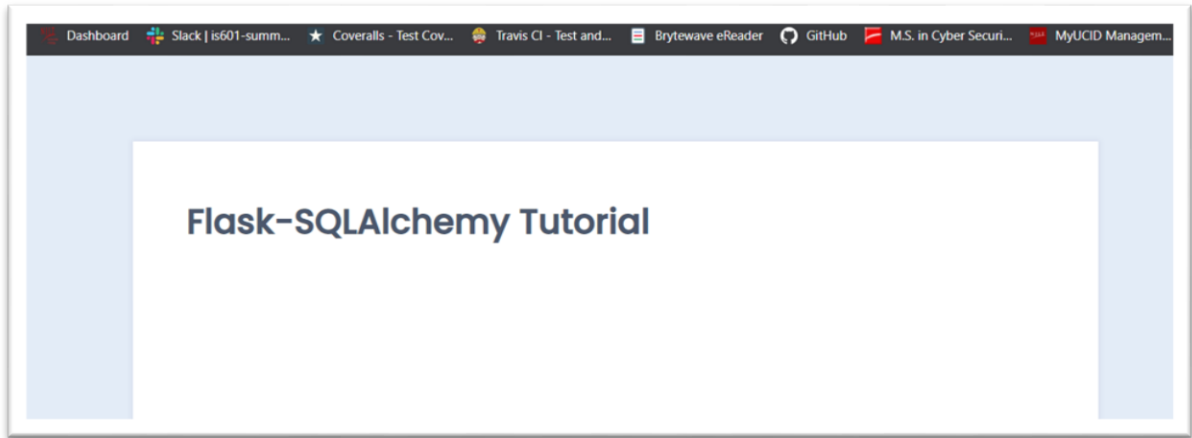 Dashboard Slack | is601-summ... Coveralls - Test Cov... Travis CI - Test and... Brytewave eReader GitHub M.S. in Cyber Securi... MyUCID Managem...
Flask-SQLAlchemy Tutorial